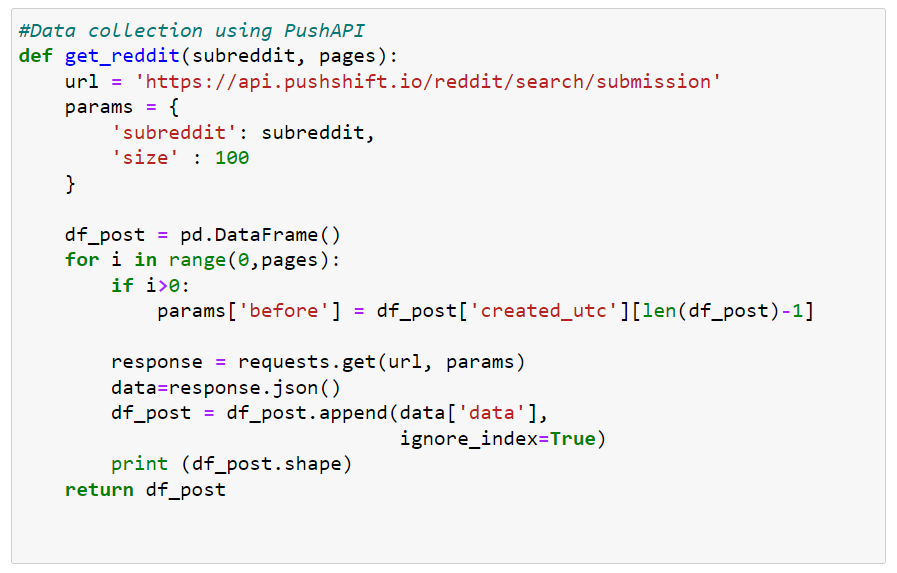 #Data collection using PushAPI
def get_reddit(subreddit, pages):
    url = 'https://api.pushshift.io/reddit/search/submission'
    params = {
        'subreddit': subreddit,
        'size' : 100
    }

    df_post = pd.DataFrame()
    for i in range(0,pages):
        if i>0:
            params['before'] = df_post['created_utc'][len(df_post)-1]

        response = requests.get(url, params)
        data=response.json()
        df_post = df_post.append(data['data'],
                                 ignore_index=True)
        print (df_post.shape)
    return df_post